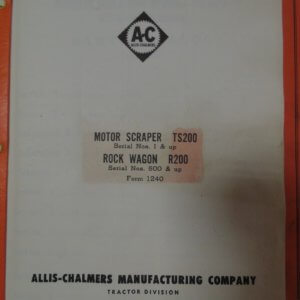 A-C
ALLIS-CHALMERS
MOTOR SCRAPER TS200
Serial Nos. 1 & up
ROCK WAGON R200
Serial Nos. 600 & up
Form 1240
ALLIS-CHALMERS MANUFACTURING COMPANY
TRACTOR DIVISION